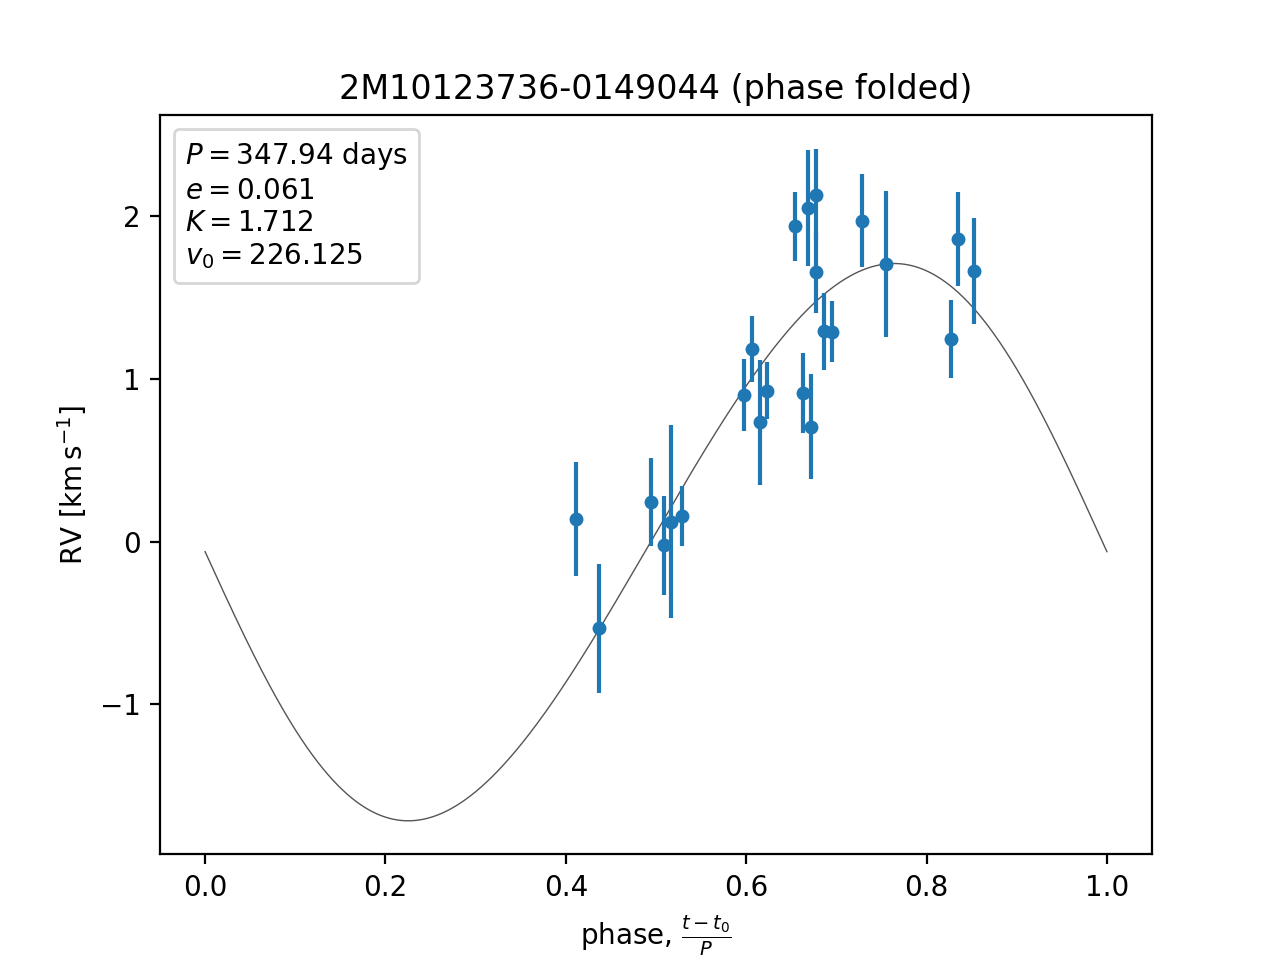 2M10123736-0149044 (phase folded)
P = 347.94 days
e = 0.061
K = 1.712
v₀ = 226.125
2
1
0
−1
RV [km s⁻¹]
0.0 0.2 0.4 0.6 0.8 1.0
phase, (t − t₀)/P